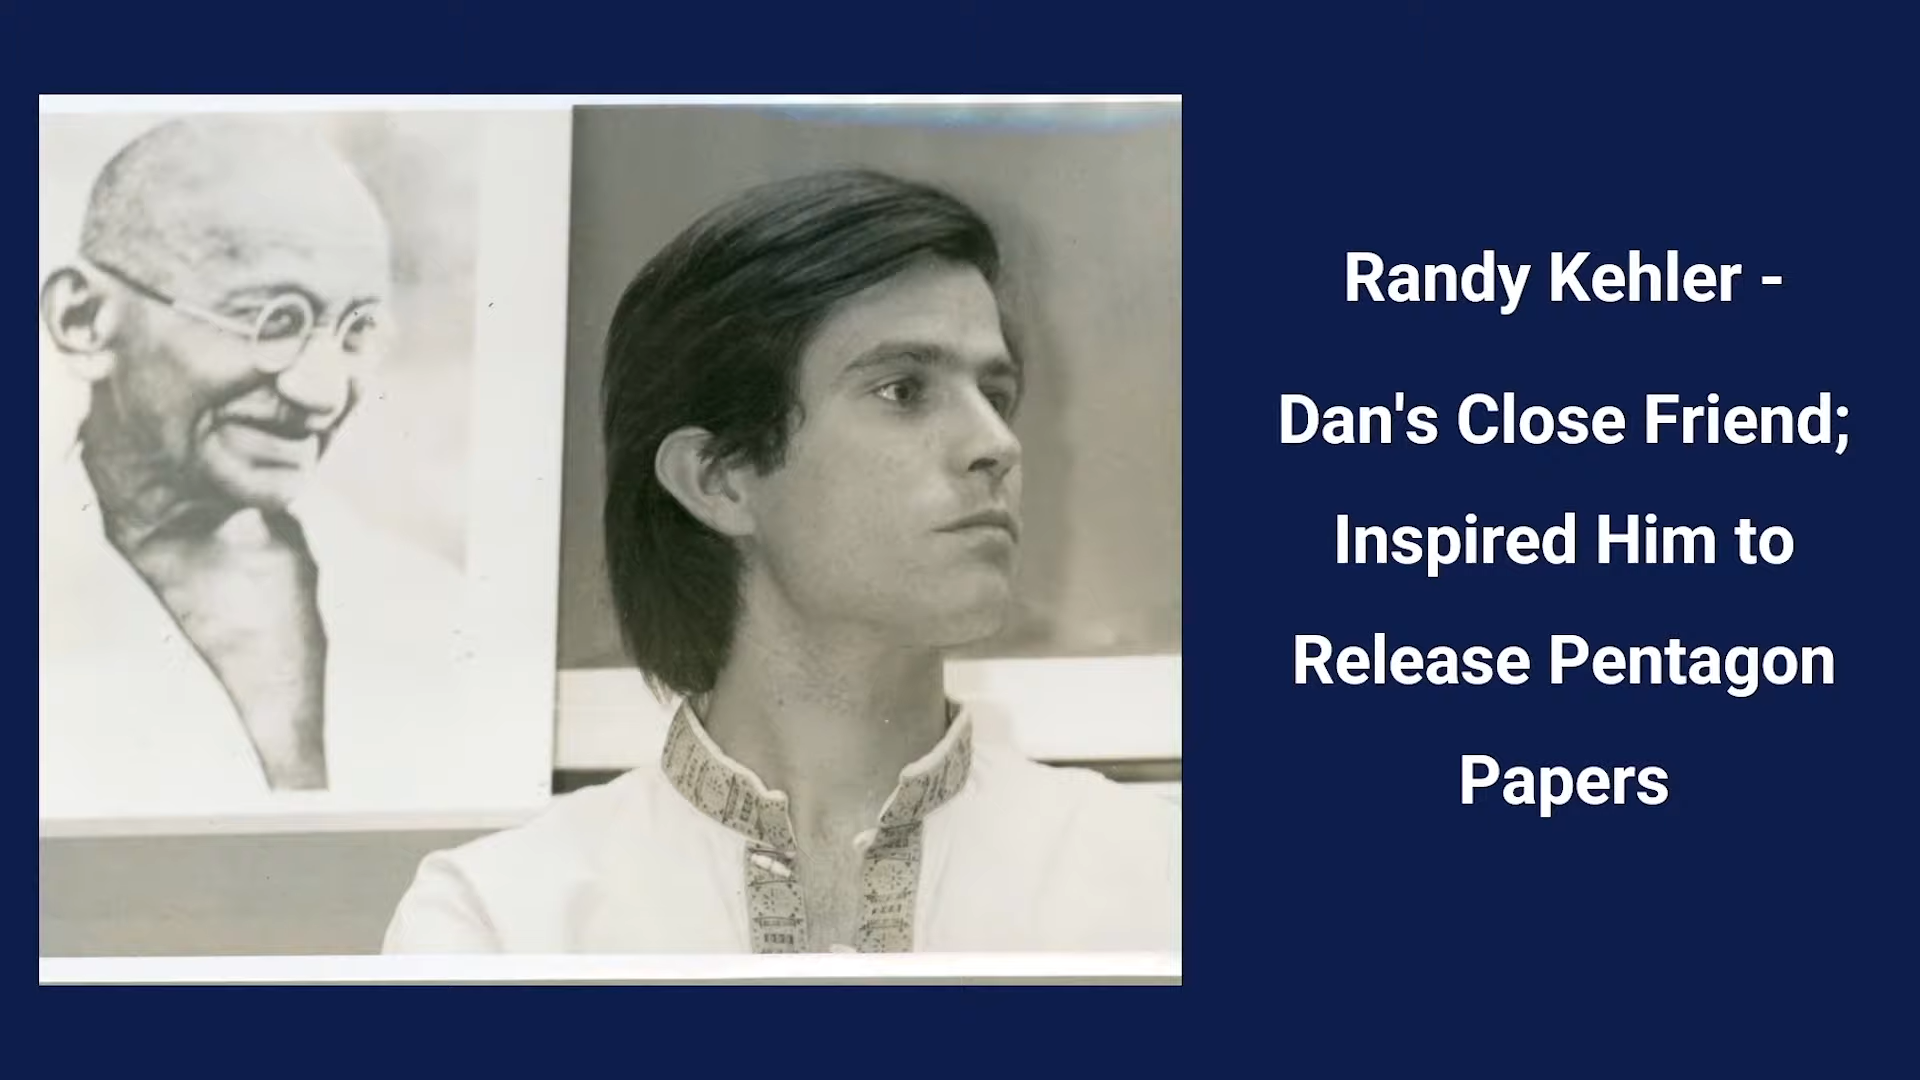 Randy Kehler -
Dan's Close Friend;
Inspired Him to
Release Pentagon
Papers